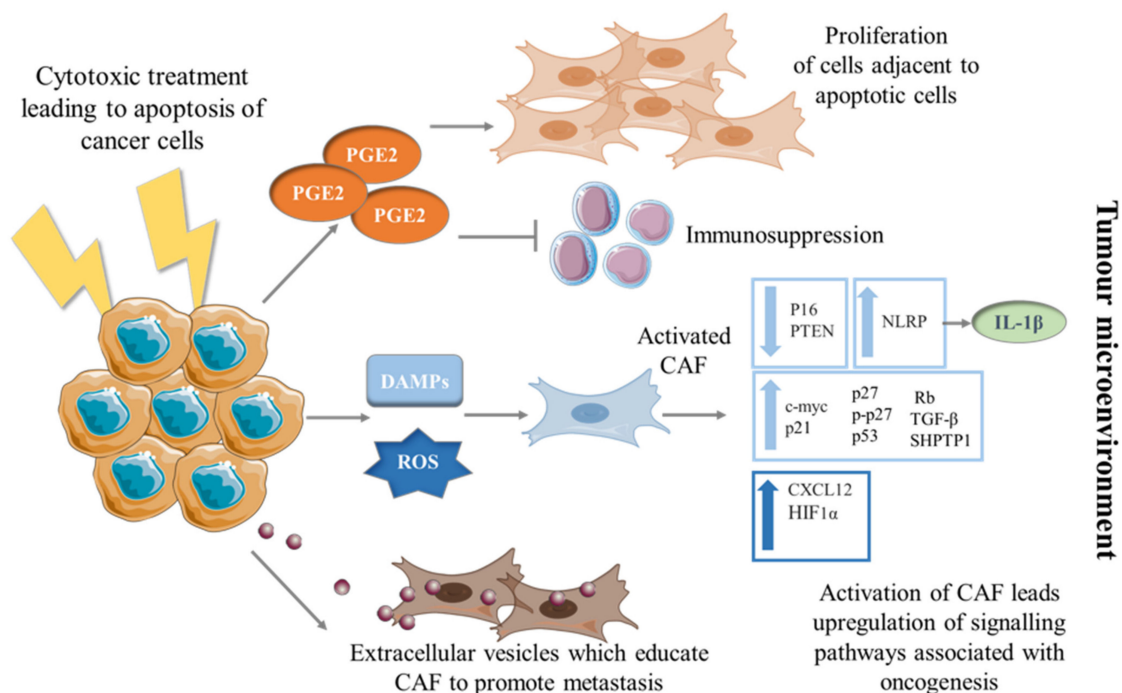 Cytotoxic treatment
leading to apoptosis of
cancer cells
PGE2
PGE2
PGE2
Proliferation
of cells adjacent to
apoptotic cells
Immunosuppression
DAMPs
ROS
Activated
CAF
P16
PTEN
NLRP
IL-1β
c-myc
p21
p27
p-p27
p53
Rb
TGF-β
SHPTP1
CXCL12
HIF1α
Extracellular vesicles which educate
CAF to promote metastasis
Activation of CAF leads
upregulation of signalling
pathways associated with
oncogenesis
Tumour microenvironment